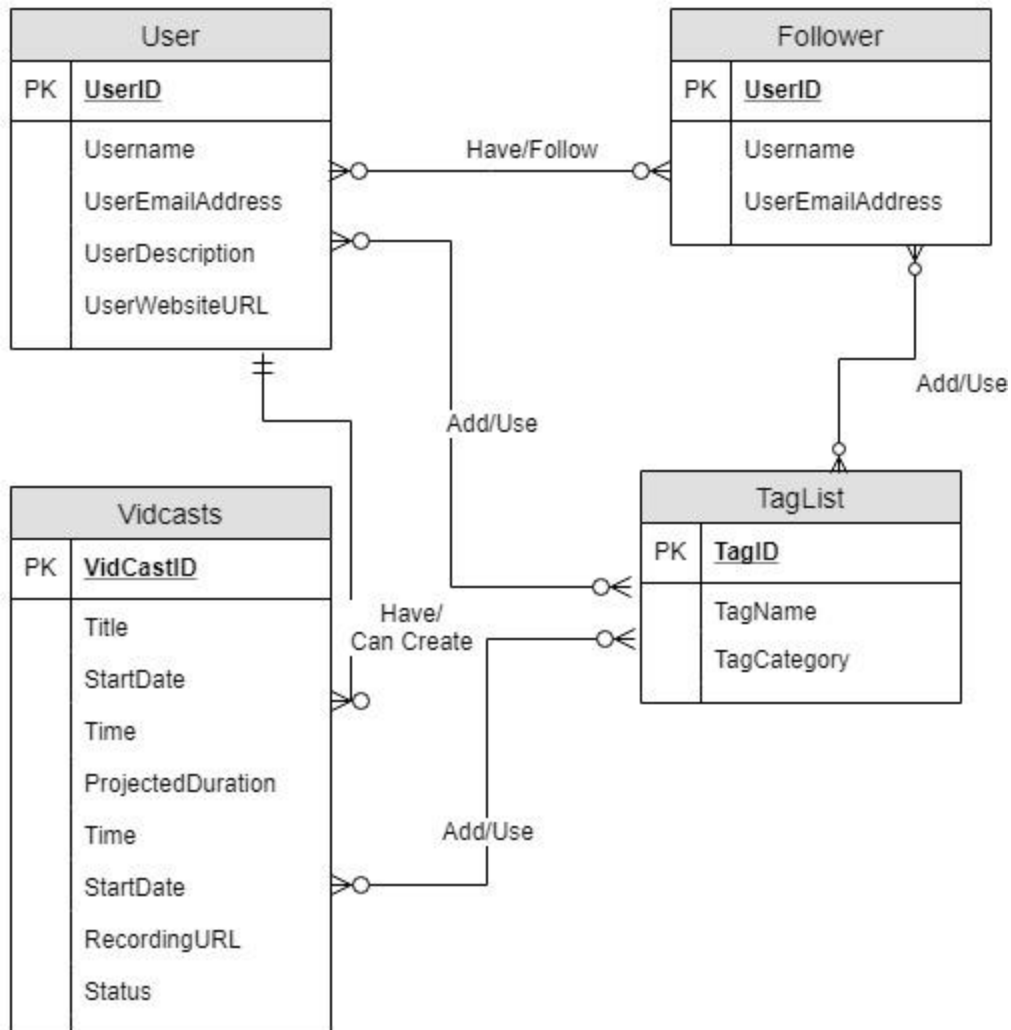 User
PK UserID
Username
UserEmailAddress
UserDescription
UserWebsiteURL
Have/Follow
Follower
PK UserID
Username
UserEmailAddress
Add/Use
Add/Use
Vidcasts
PK VidCastID
Title
StartDate
Time
ProjectedDuration
Time
StartDate
RecordingURL
Status
Have/
Can Create
Add/Use
TagList
PK TagID
TagName
TagCategory